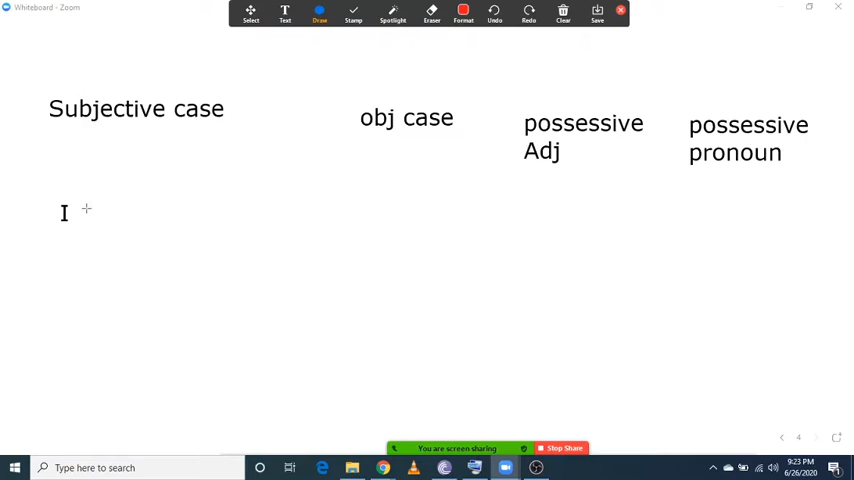 Whiteboard - Zoom
Select
Text
Draw
Stamp
Spotlight
Eraser
Format
Undo
Redo
Clear
Save
Subjective case
obj case
possessive
Adj
possessive
pronoun
I
4
You are screen sharing
Stop Share
Type here to search
9:23 PM
6/26/2020